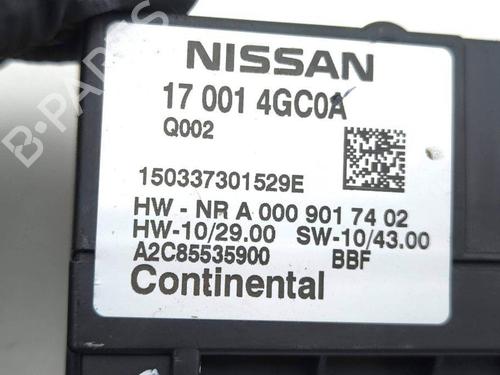 NISSAN
17 001 4GC0A
Q002
150337301529E
HW - NR A 000 901 74 02
HW-10/29.00 SW-10/43.00
A2C85535900 BBF
Continental
B-PARTS